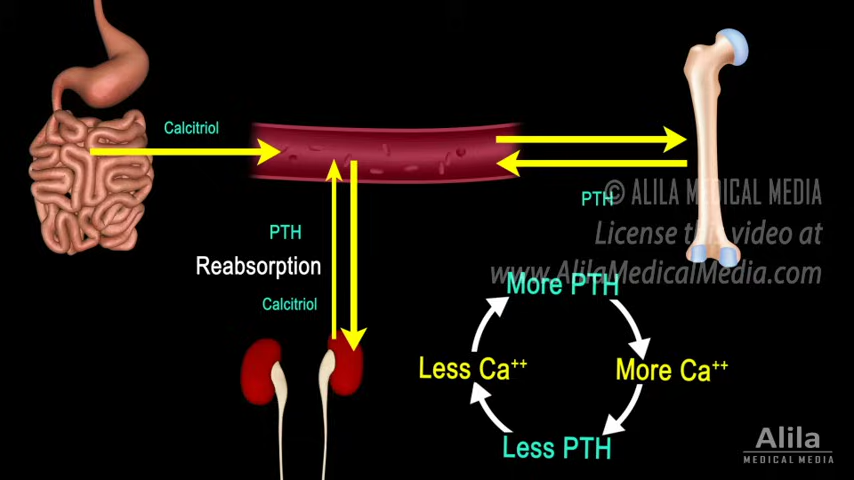 Calcitriol
PTH
Reabsorption
Calcitriol
PTH
© ALILA MEDICAL MEDIA
License this video at
www.AlilaMedicalMedia.com
More PTH
Less Ca++
More Ca++
Less PTH
Alila
MEDICAL MEDIA